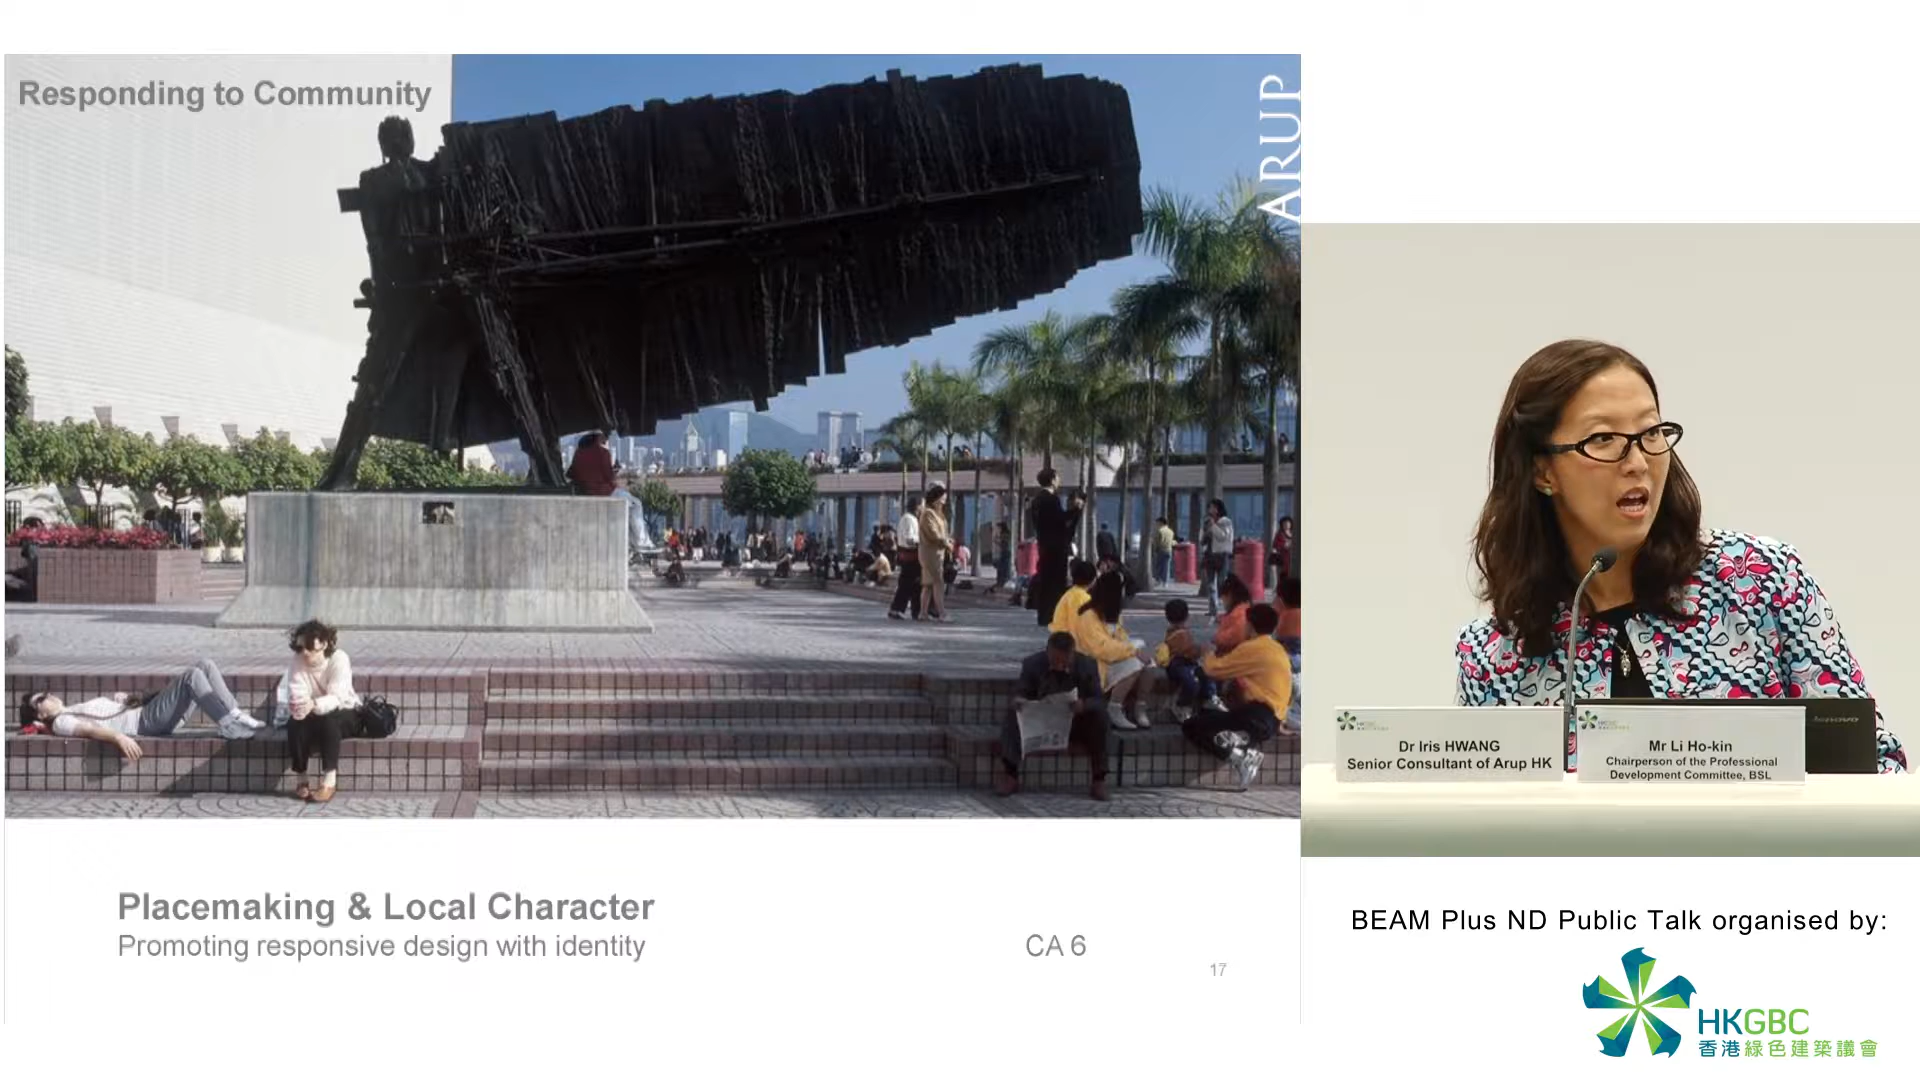 Responding to Community
ARUP
Placemaking & Local Character
Promoting responsive design with identity
CA 6
17
Dr Iris HWANG
Senior Consultant of Arup HK
HKGBC
Mr Li Ho-kin
Chairperson of the Professional
Development Committee, BSL
lenovo
BEAM Plus ND Public Talk organised by:
HKGBC
香港綠色建築議會